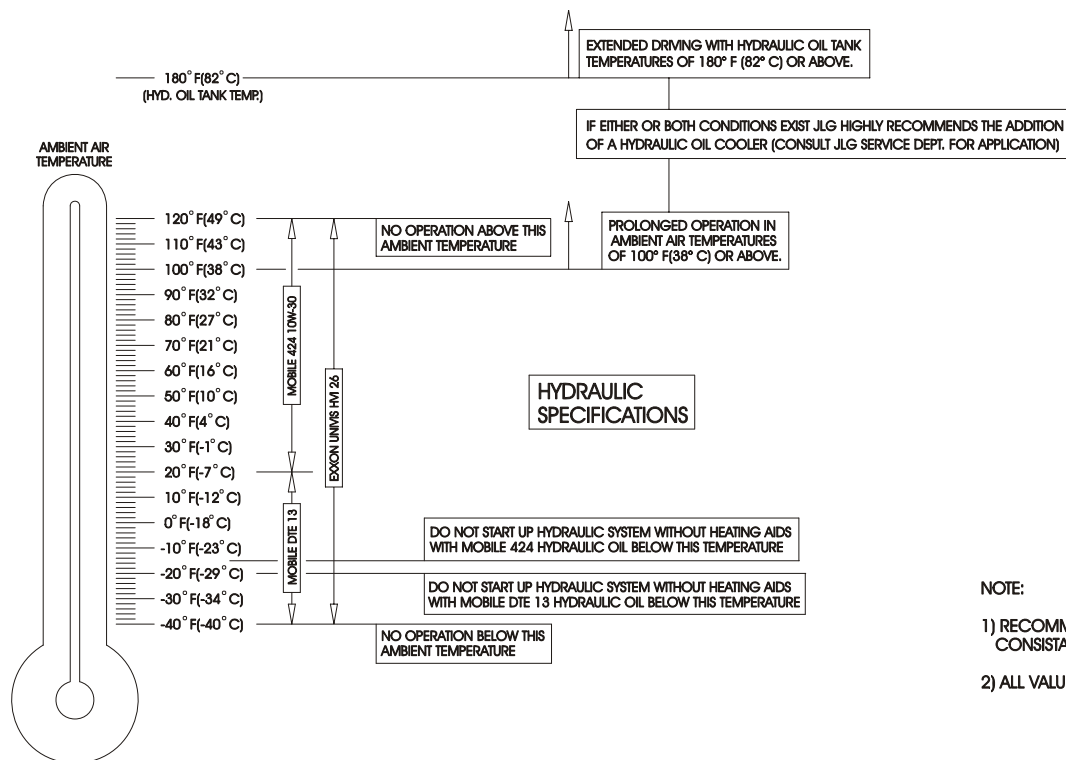 EXTENDED DRIVING WITH HYDRAULIC OIL TANK
TEMPERATURES OF 180° F (82° C) OR ABOVE.
180° F(82° C)
(HYD. OIL TANK TEMP.)
IF EITHER OR BOTH CONDITIONS EXIST JLG HIGHLY RECOMMENDS THE ADDITION
OF A HYDRAULIC OIL COOLER (CONSULT JLG SERVICE DEPT. FOR APPLICATION)
AMBIENT AIR
TEMPERATURE
120° F(49° C)
NO OPERATION ABOVE THIS
AMBIENT TEMPERATURE
PROLONGED OPERATION IN
AMBIENT AIR TEMPERATURES
OF 100° F(38° C) OR ABOVE.
110° F(43° C)
100° F(38° C)
90° F(32° C)
80° F(27° C)
70° F(21° C)
60° F(16° C)
50° F(10° C)
40° F(4° C)
30° F(-1° C)
20° F(-7° C)
10° F(-12° C)
0° F(-18° C)
-10° F(-23° C)
-20° F(-29° C)
-30° F(-34° C)
-40° F(-40° C)
MOBILE 424 10W-30
MOBILE DTE 13
EXXON UNIVIS HVI 26
HYDRAULIC
SPECIFICATIONS
DO NOT START UP HYDRAULIC SYSTEM WITHOUT HEATING AIDS
WITH MOBILE 424 HYDRAULIC OIL BELOW THIS TEMPERATURE
DO NOT START UP HYDRAULIC SYSTEM WITHOUT HEATING AIDS
WITH MOBILE DTE 13 HYDRAULIC OIL BELOW THIS TEMPERATURE
NO OPERATION BELOW THIS
AMBIENT TEMPERATURE
NOTE:
1) RECOMM
CONSISTA
2) ALL VALU